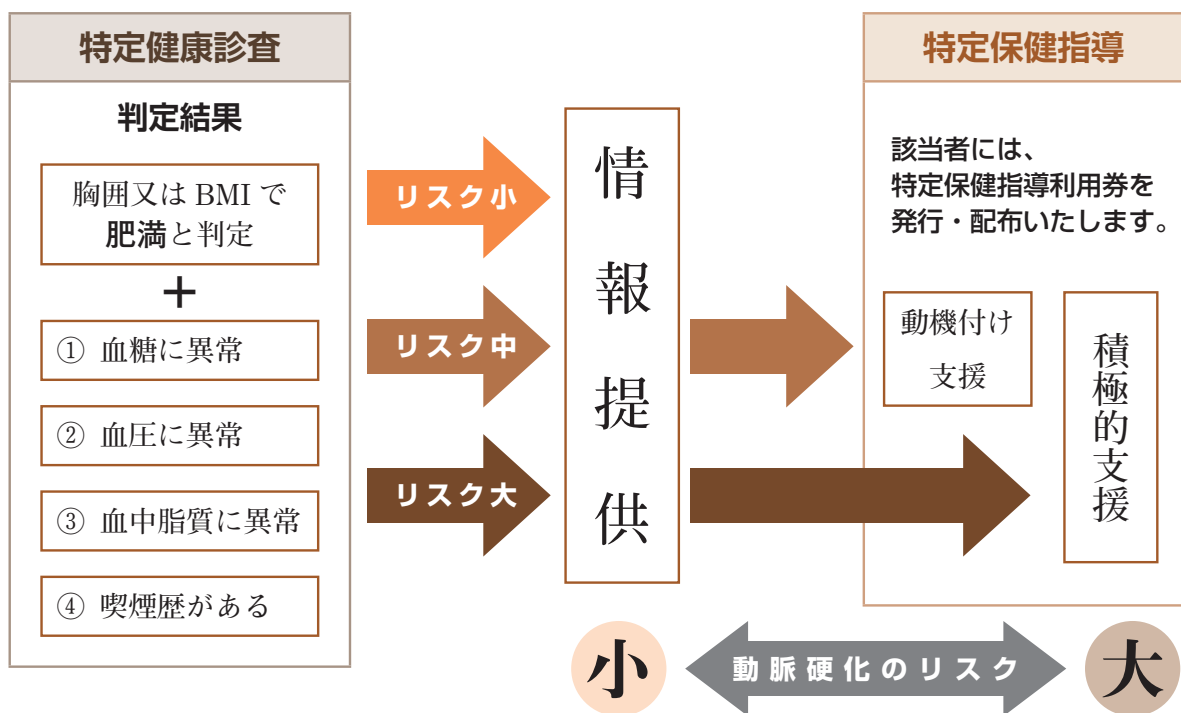 特定健康診査
判定結果
胸囲又は BMI で
肥満と判定
＋
① 血糖に異常
② 血圧に異常
③ 血中脂質に異常
④ 喫煙歴がある
リスク小
リスク中
リスク大
情報提供
特定保健指導
該当者には、
特定保健指導利用券を
発行・配布いたします。
動機付け
支援
積極的支援
小
動脈硬化のリスク
大